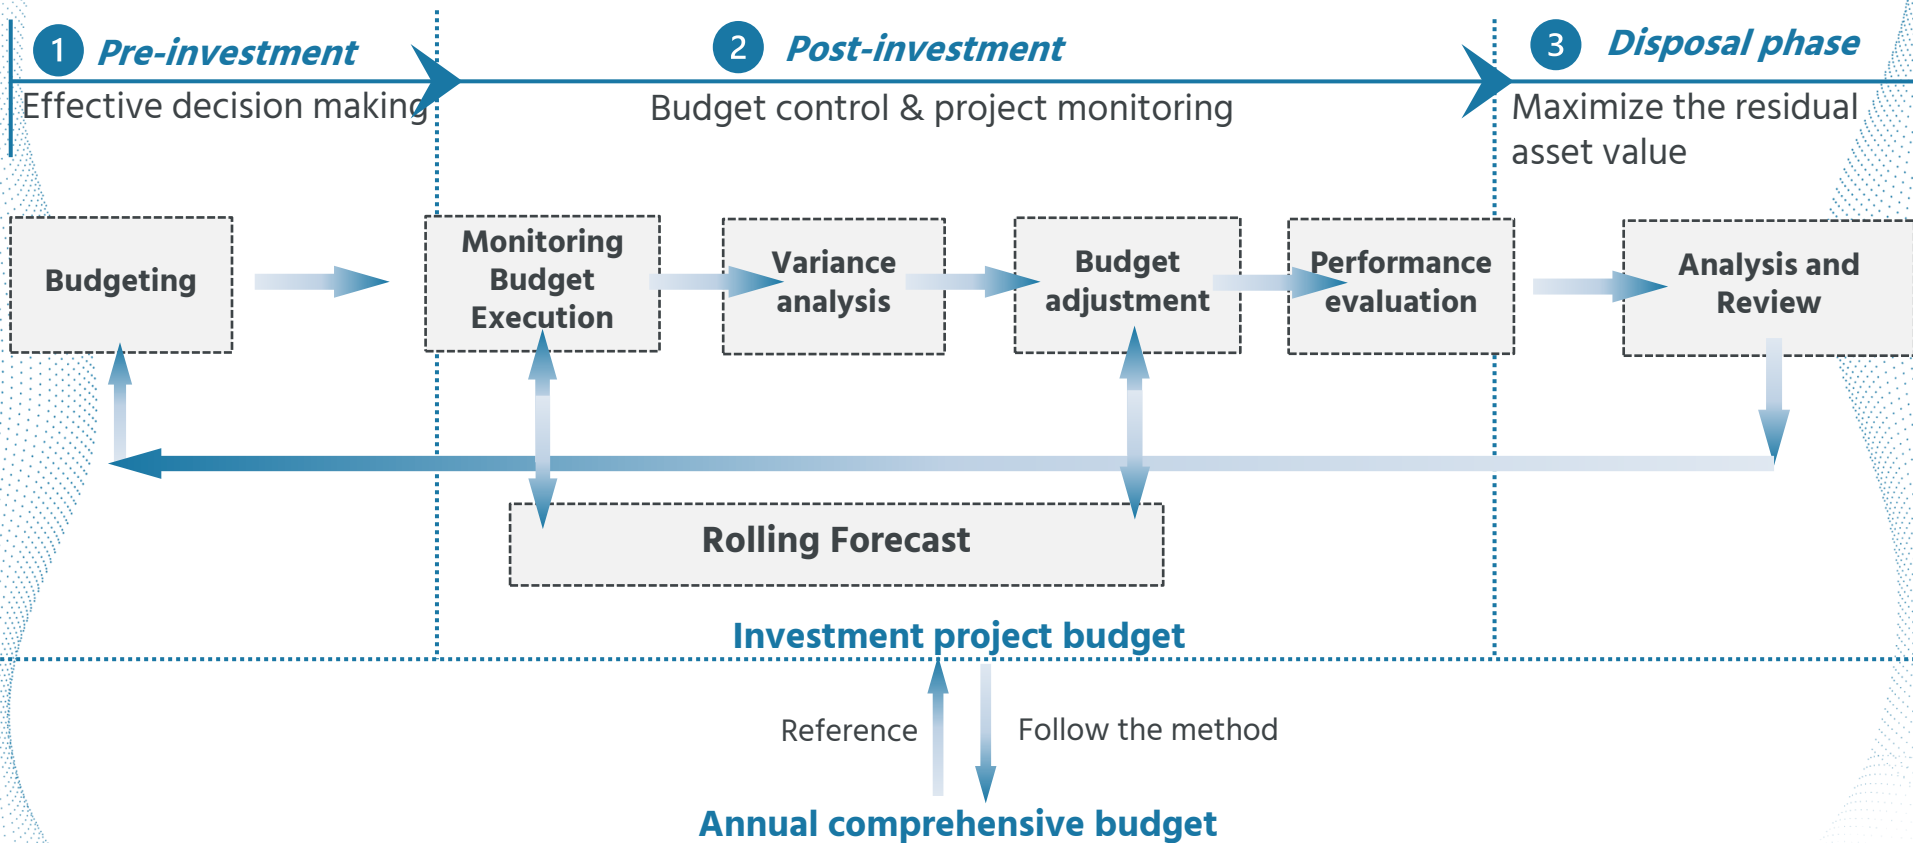 1 Pre-investment
2 Post-investment
3 Disposal phase
Effective decision making
Budget control & project monitoring
Maximize the residual
asset value
Budgeting
Monitoring
Budget
Execution
Variance
analysis
Budget
adjustment
Performance
evaluation
Analysis and
Review
Rolling Forecast
Investment project budget
Reference
Follow the method
Annual comprehensive budget